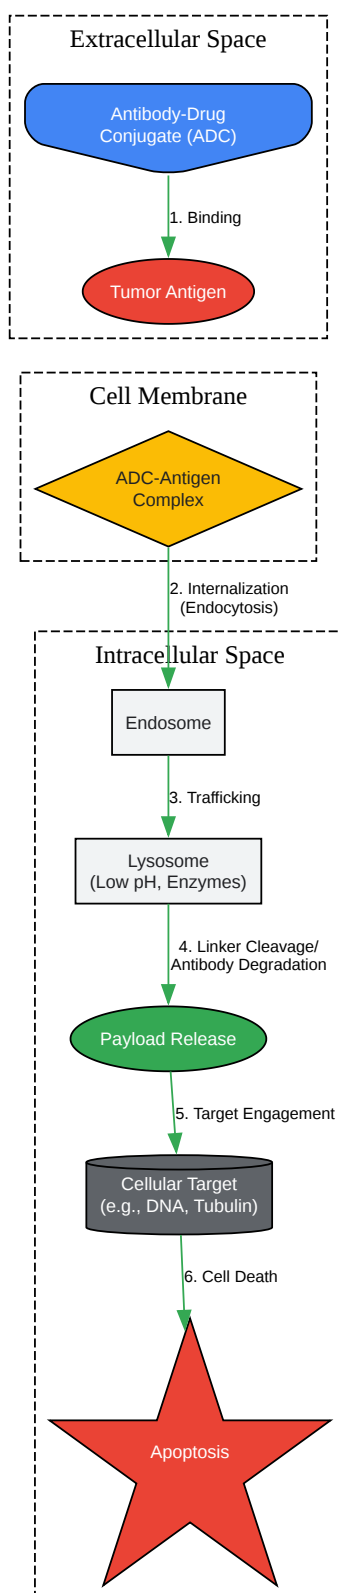 Extracellular Space
Antibody-Drug
Conjugate (ADC)
1. Binding
Tumor Antigen
Cell Membrane
ADC-Antigen
Complex
2. Internalization
(Endocytosis)
Intracellular Space
Endosome
3. Trafficking
Lysosome
(Low pH, Enzymes)
4. Linker Cleavage/
Antibody Degradation
Payload Release
5. Target Engagement
Cellular Target
(e.g., DNA, Tubulin)
6. Cell Death
Apoptosis